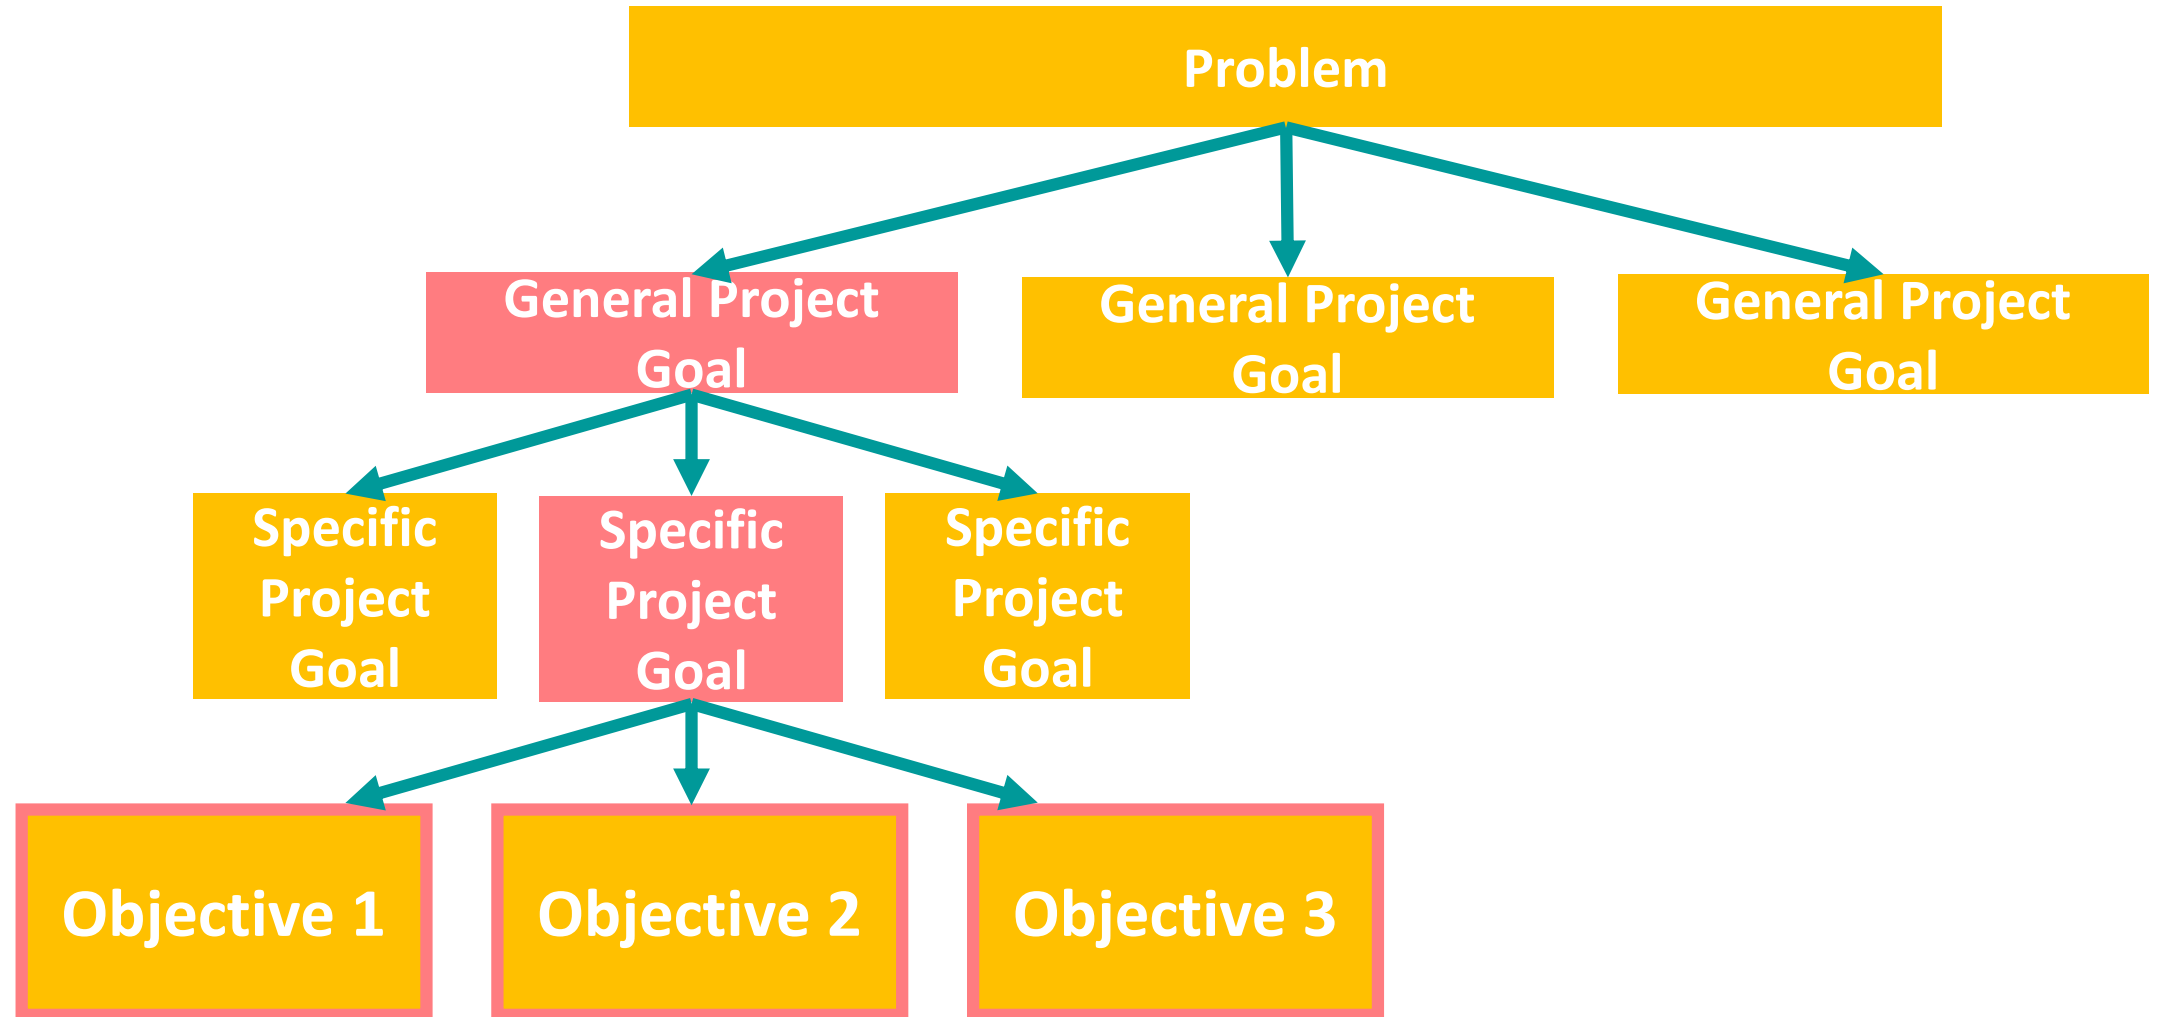 Problem
General Project
Goal
General Project
Goal
General Project
Goal
Specific
Project
Goal
Specific
Project
Goal
Specific
Project
Goal
Objective 1
Objective 2
Objective 3